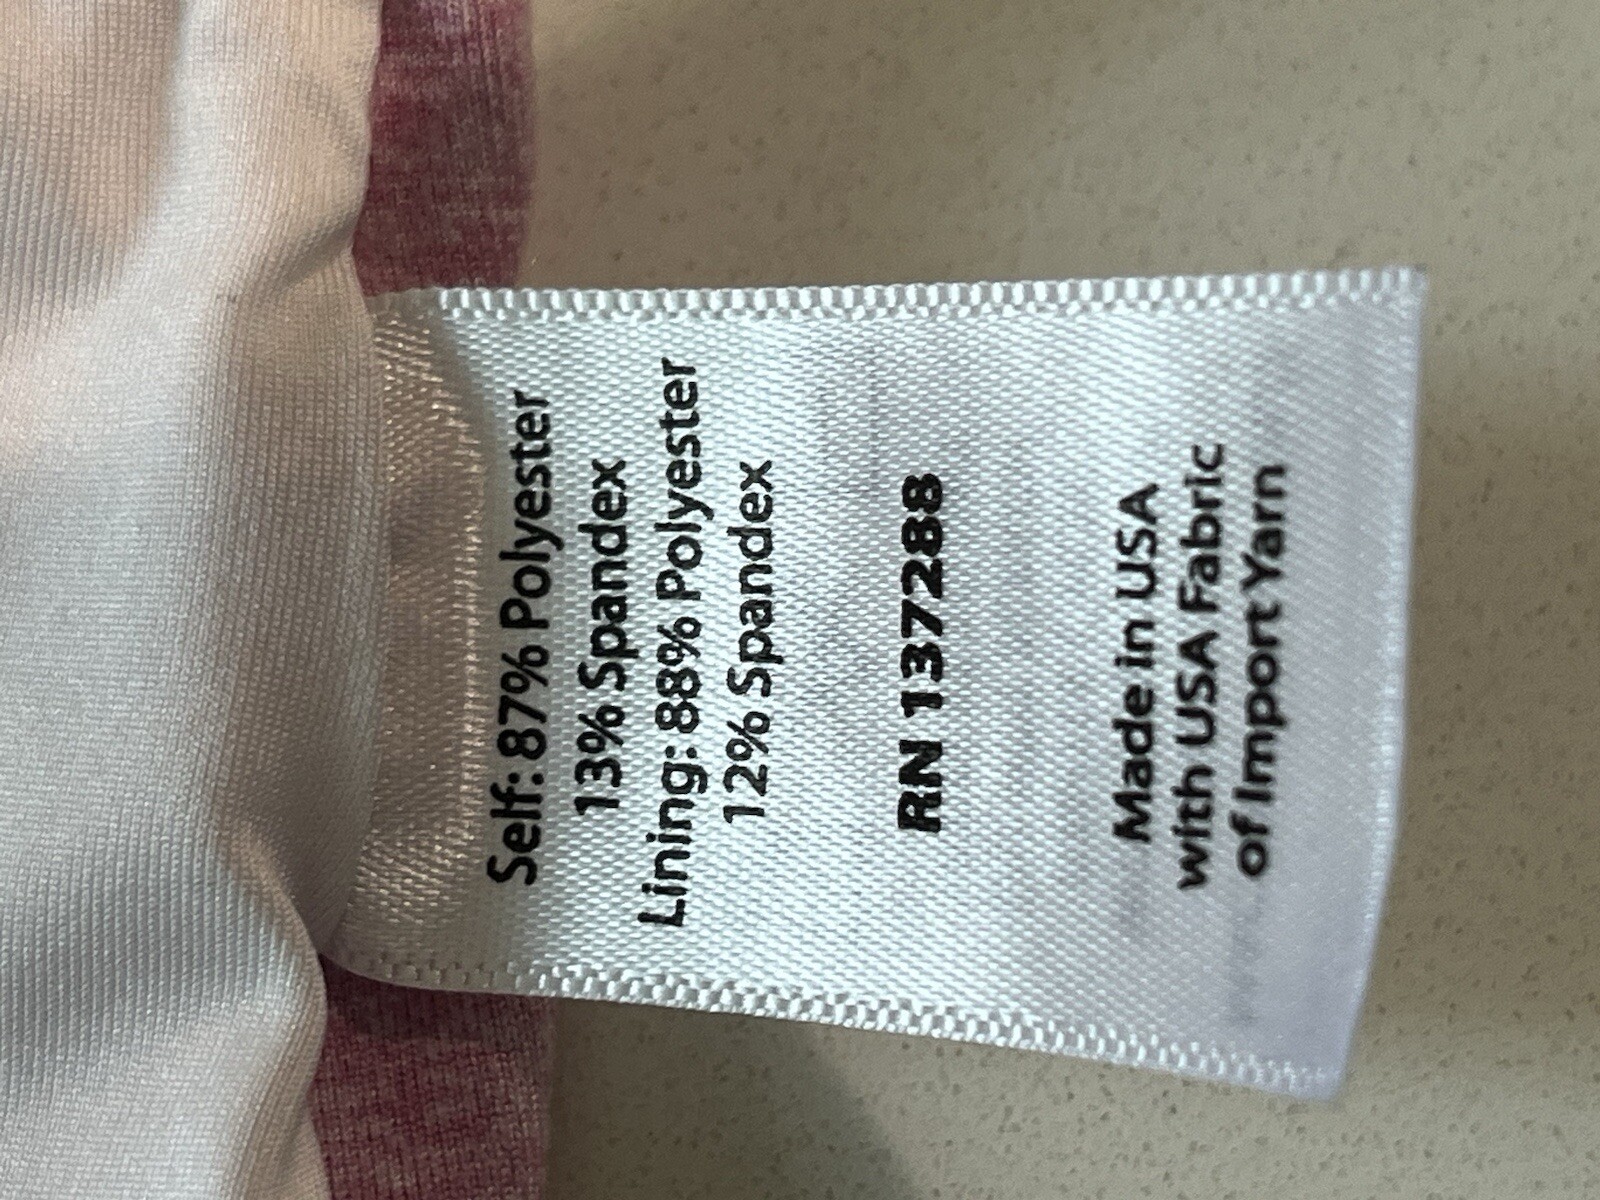 Self: 87% Polyester
13% Spandex
Lining: 88% Polyester
12% Spandex
RN 137288
Made in USA
with USA Fabric
of Import Yarn